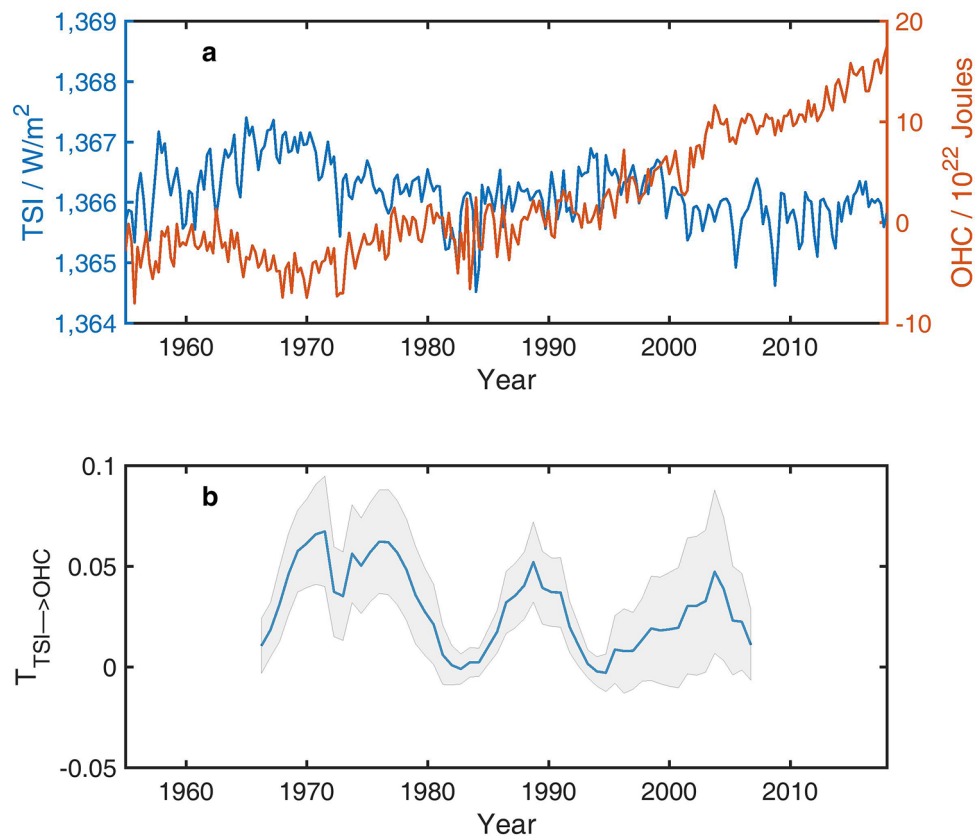 a
1,369
1,368
1,367
1,366
1,365
1,364
TSI / W/m²
20
10
0
-10
OHC / 10²² Joules
1960 1970 1980 1990 2000 2010
Year
b
0.1
0.05
0
-0.05
T_TSI—>OHC
1960 1970 1980 1990 2000 2010
Year